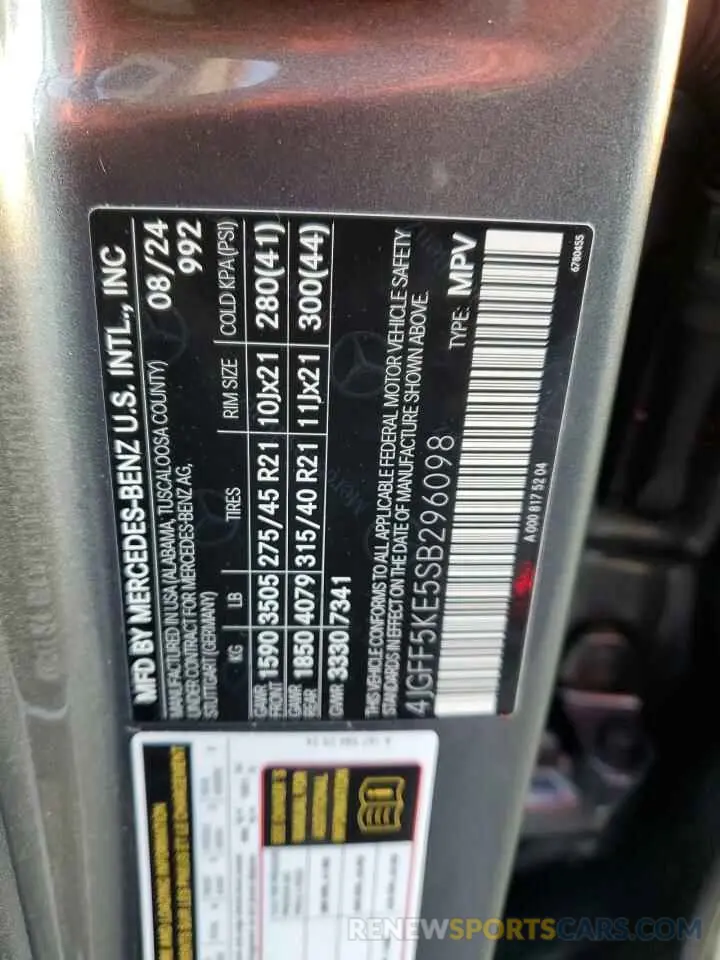 MFD BY MERCEDES-BENZ U.S. INTL., INC
MANUFACTURED IN USA (ALABAMA, TUSCALOOSA COUNTY) 08/24
UNDER CONTRACT FOR MERCEDES-BENZ AG, 992
STUTTGART (GERMANY)
KG LB TIRES RIM SIZE COLD KPA (PSI)
GAWR FRONT 1590 3505 275/45 R21 10Jx21 280(41)
GAWR REAR 1850 4079 315/40 R21 11Jx21 300(44)
GWR 3330 7341
THIS VEHICLE CONFORMS TO ALL APPLICABLE FEDERAL MOTOR VEHICLE SAFETY
STANDARDS IN EFFECT ON THE DATE OF MANUFACTURE SHOWN ABOVE.
4JGFF5KE5SB296098 TYPE: MPV
A 000 817 52 04 6780455
RENEWSPORTSCARS.COM